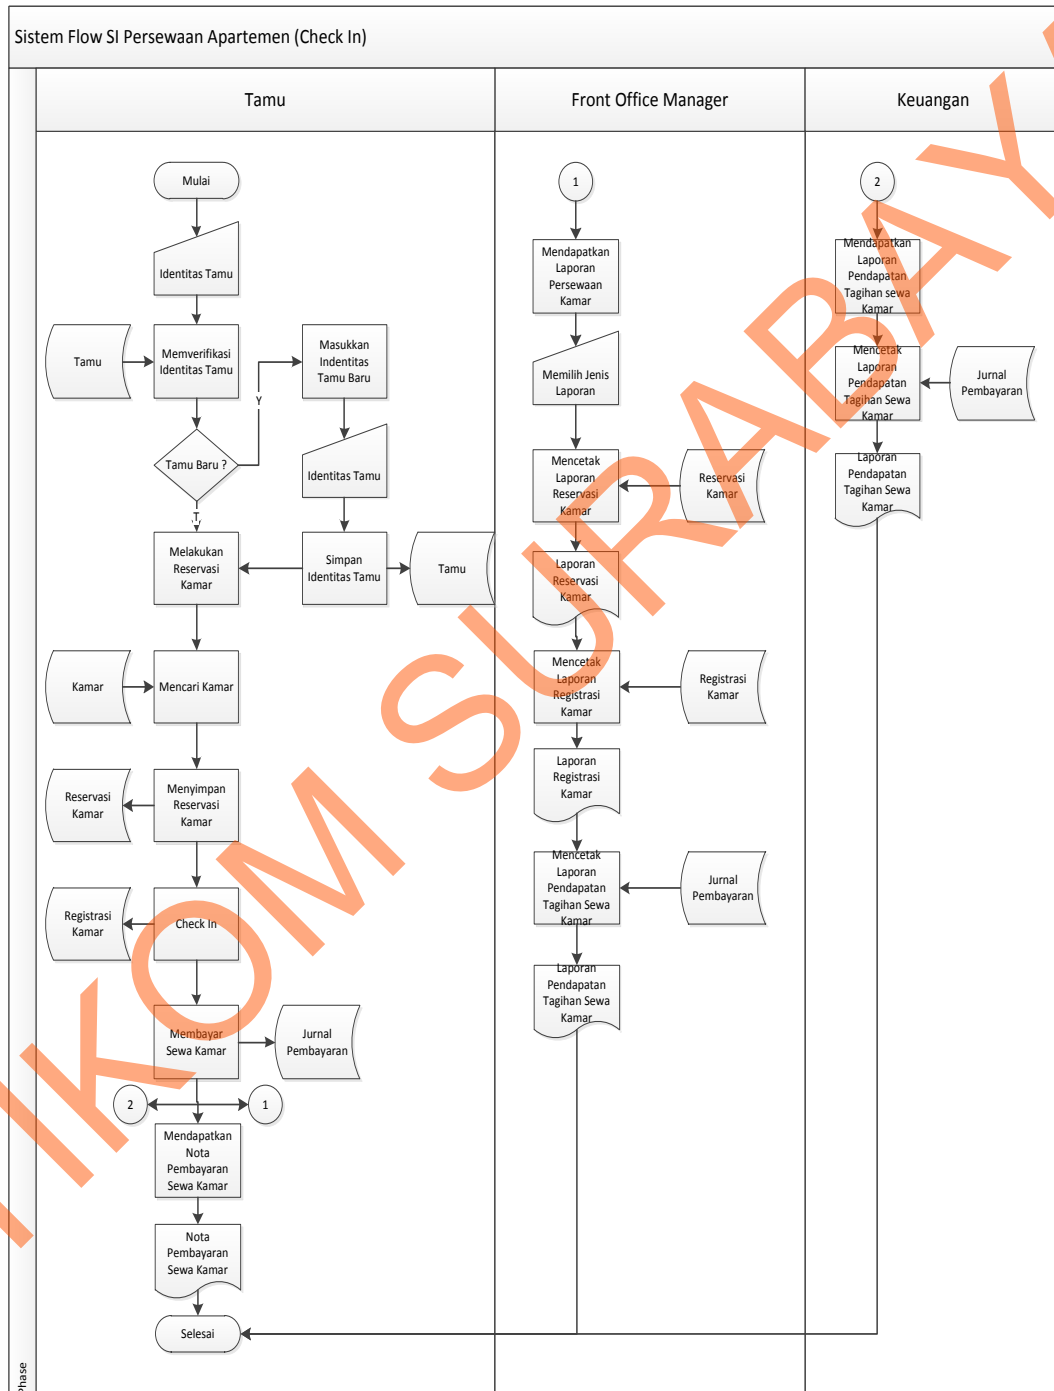 Sistem Flow SI Persewaan Apartemen (Check In)
Tamu
Front Office Manager
Keuangan
Mulai
Identitas Tamu
Tamu
Memverifikasi
Identitas Tamu
Masukkan
Indentitas
Tamu Baru
Y
Tamu Baru ?
Identitas Tamu
T
Melakukan
Reservasi
Kamar
Simpan
Identitas Tamu
Tamu
Kamar
Mencari Kamar
Reservasi
Kamar
Menyimpan
Reservasi
Kamar
Registrasi
Kamar
Check In
Membayar
Sewa Kamar
Jurnal
Pembayaran
2
1
Mendapatkan
Nota
Pembayaran
Sewa Kamar
Nota
Pembayaran
Sewa Kamar
Selesai
1
Mendapatkan
Laporan
Persewaan
Kamar
Memilih Jenis
Laporan
Mencetak
Laporan
Reservasi
Kamar
Reservasi
Kamar
Laporan
Reservasi
Kamar
Mencetak
Laporan
Registrasi
Kamar
Registrasi
Kamar
Laporan
Registrasi
Kamar
Mencetak
Laporan
Pendapatan
Tagihan Sewa
Kamar
Jurnal
Pembayaran
Laporan
Pendapatan
Tagihan Sewa
Kamar
2
Mendapatkan
Laporan
Pendapatan
Tagihan sewa
Kamar
Mencetak
Laporan
Pendapatan
Tagihan Sewa
Kamar
Jurnal
Pembayaran
Laporan
Pendapatan
Tagihan Sewa
Kamar
Phase
IKOM SURABAYA